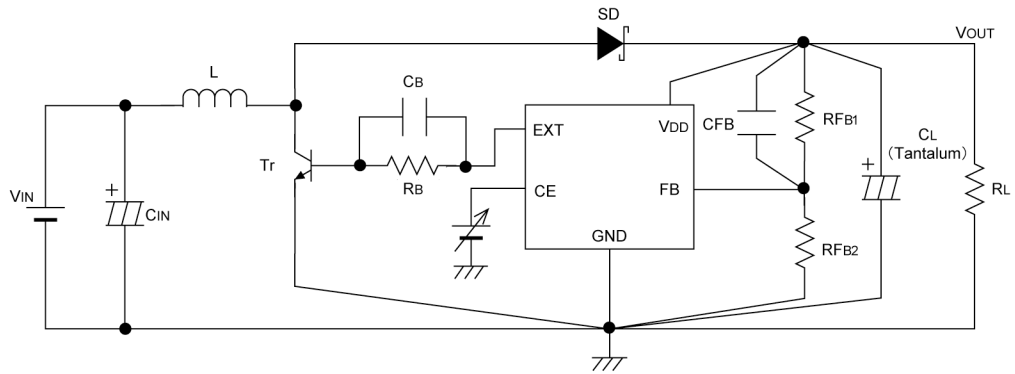 SD
VOUT
L
CB
EXT
VDD
CFB
RFB1
CL
(Tantalum)
+
Tr
RB
CE
FB
RL
VIN
+
CIN
GND
RFB2